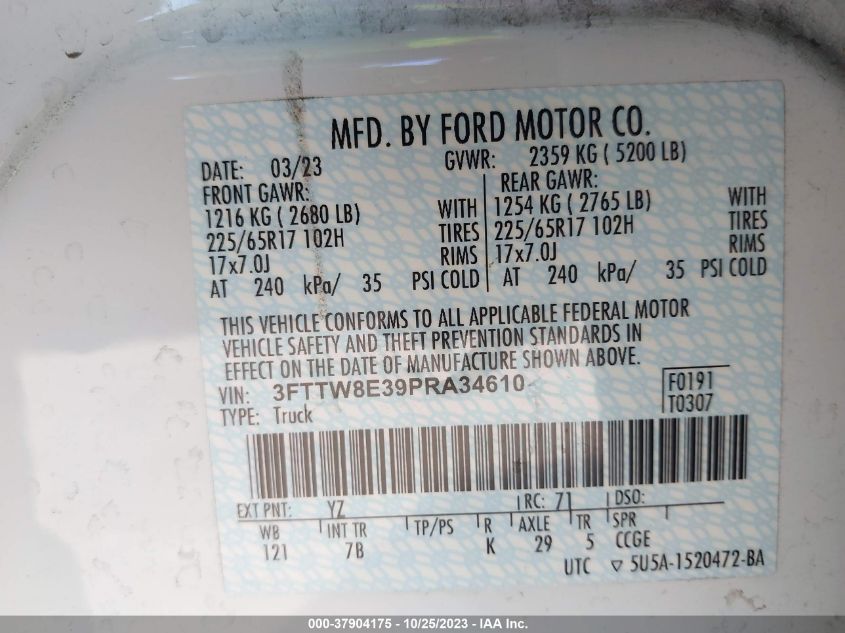 MFD. BY FORD MOTOR CO.
DATE: 03/23 GVWR: 2359 KG ( 5200 LB)
FRONT GAWR: REAR GAWR:
1216 KG ( 2680 LB) WITH 1254 KG ( 2765 LB) WITH
225/65R17 102H TIRES 225/65R17 102H TIRES
17x7.0J RIMS 17x7.0J RIMS
AT 240 kPa/ 35 PSI COLD AT 240 kPa/ 35 PSI COLD
THIS VEHICLE CONFORMS TO ALL APPLICABLE FEDERAL MOTOR
VEHICLE SAFETY AND THEFT PREVENTION STANDARDS IN
EFFECT ON THE DATE OF MANUFACTURE SHOWN ABOVE.
VIN: 3FTTW8E39PRA34610 F0191
TYPE: Truck T0307
EXT PNT: YZ RC: 71 DSO:
WB INT TR TP/PS R AXLE TR SPR
121 7B K 29 5 CCGE
UTC ▽ 5U5A-1520472-BA
000-37904175 - 10/25/2023 - IAA Inc.